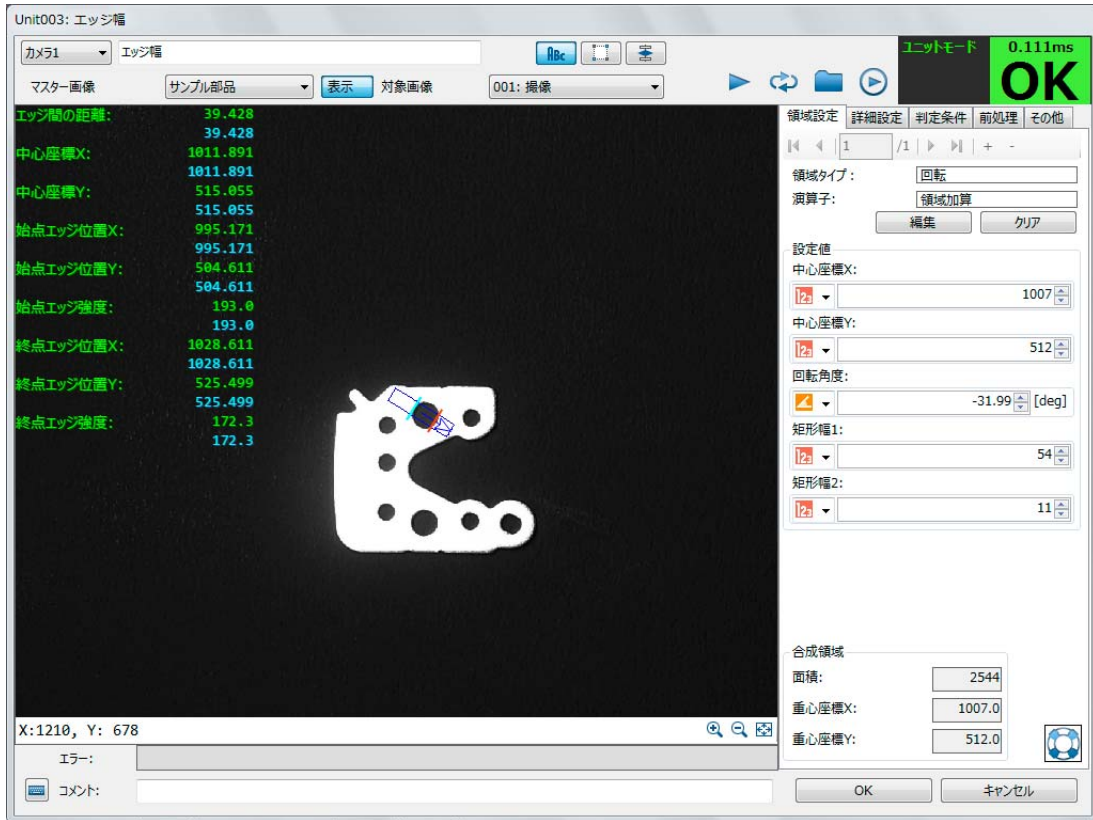 Unit003: エッジ幅
カメラ1 エッジ幅 ABC ユニットモード 0.111ms
OK
マスター画像 サンプル部品 表示 対象画像 001: 撮像
エッジ間の距離: 39.428
39.428
中心座標X: 1011.891
1011.891
中心座標Y: 515.055
515.055
始点エッジ位置X: 995.171
995.171
始点エッジ位置Y: 504.611
504.611
始点エッジ強度: 193.0
193.0
終点エッジ位置X: 1028.611
1028.611
終点エッジ位置Y: 525.499
525.499
終点エッジ強度: 172.3
172.3
X:1210, Y: 678
エラー:
コメント:
領域設定 詳細設定 判定条件 前処理 その他
1 /1 + -
領域タイプ: 回転
演算子: 領域加算
編集 クリア
設定値
中心座標X:
123 1007
中心座標Y:
123 512
回転角度:
-31.99 [deg]
矩形幅1:
123 54
矩形幅2:
123 11
合成領域
面積: 2544
重心座標X: 1007.0
重心座標Y: 512.0
OK キャンセル